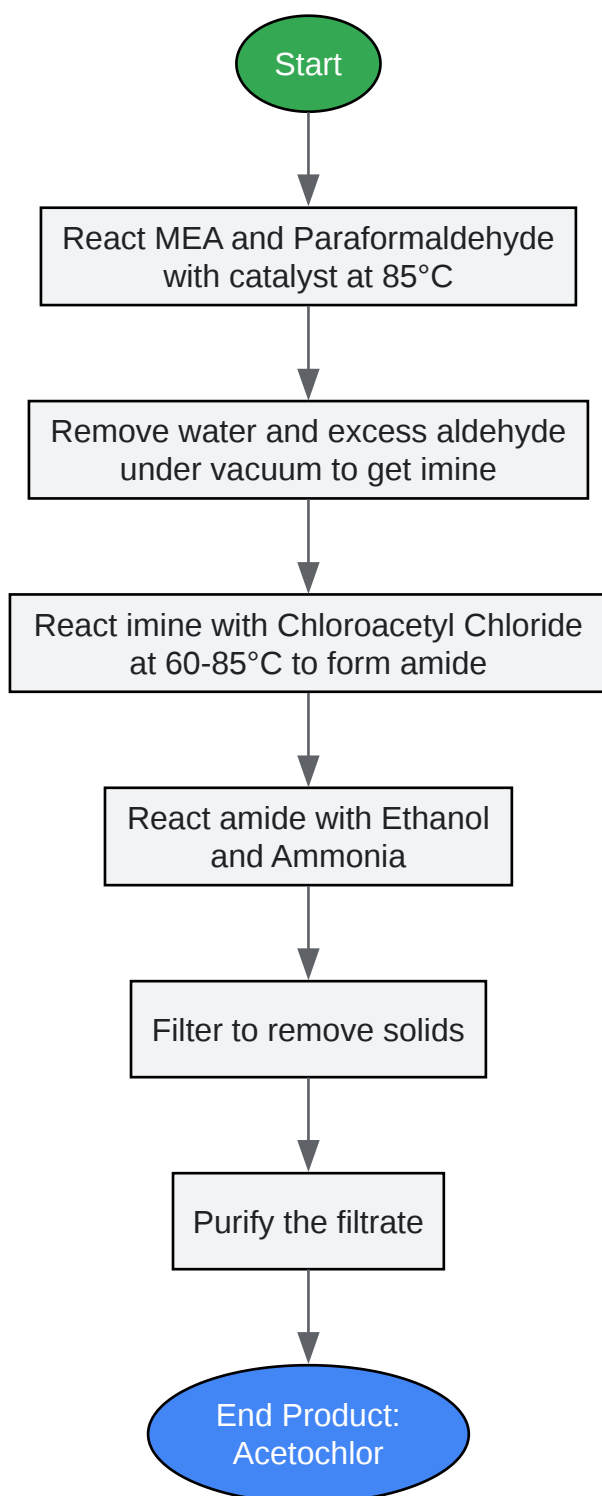 Start
React MEA and Paraformaldehyde
with catalyst at 85°C
Remove water and excess aldehyde
under vacuum to get imine
React imine with Chloroacetyl Chloride
at 60-85°C to form amide
React amide with Ethanol
and Ammonia
Filter to remove solids
Purify the filtrate
End Product:
Acetochlor